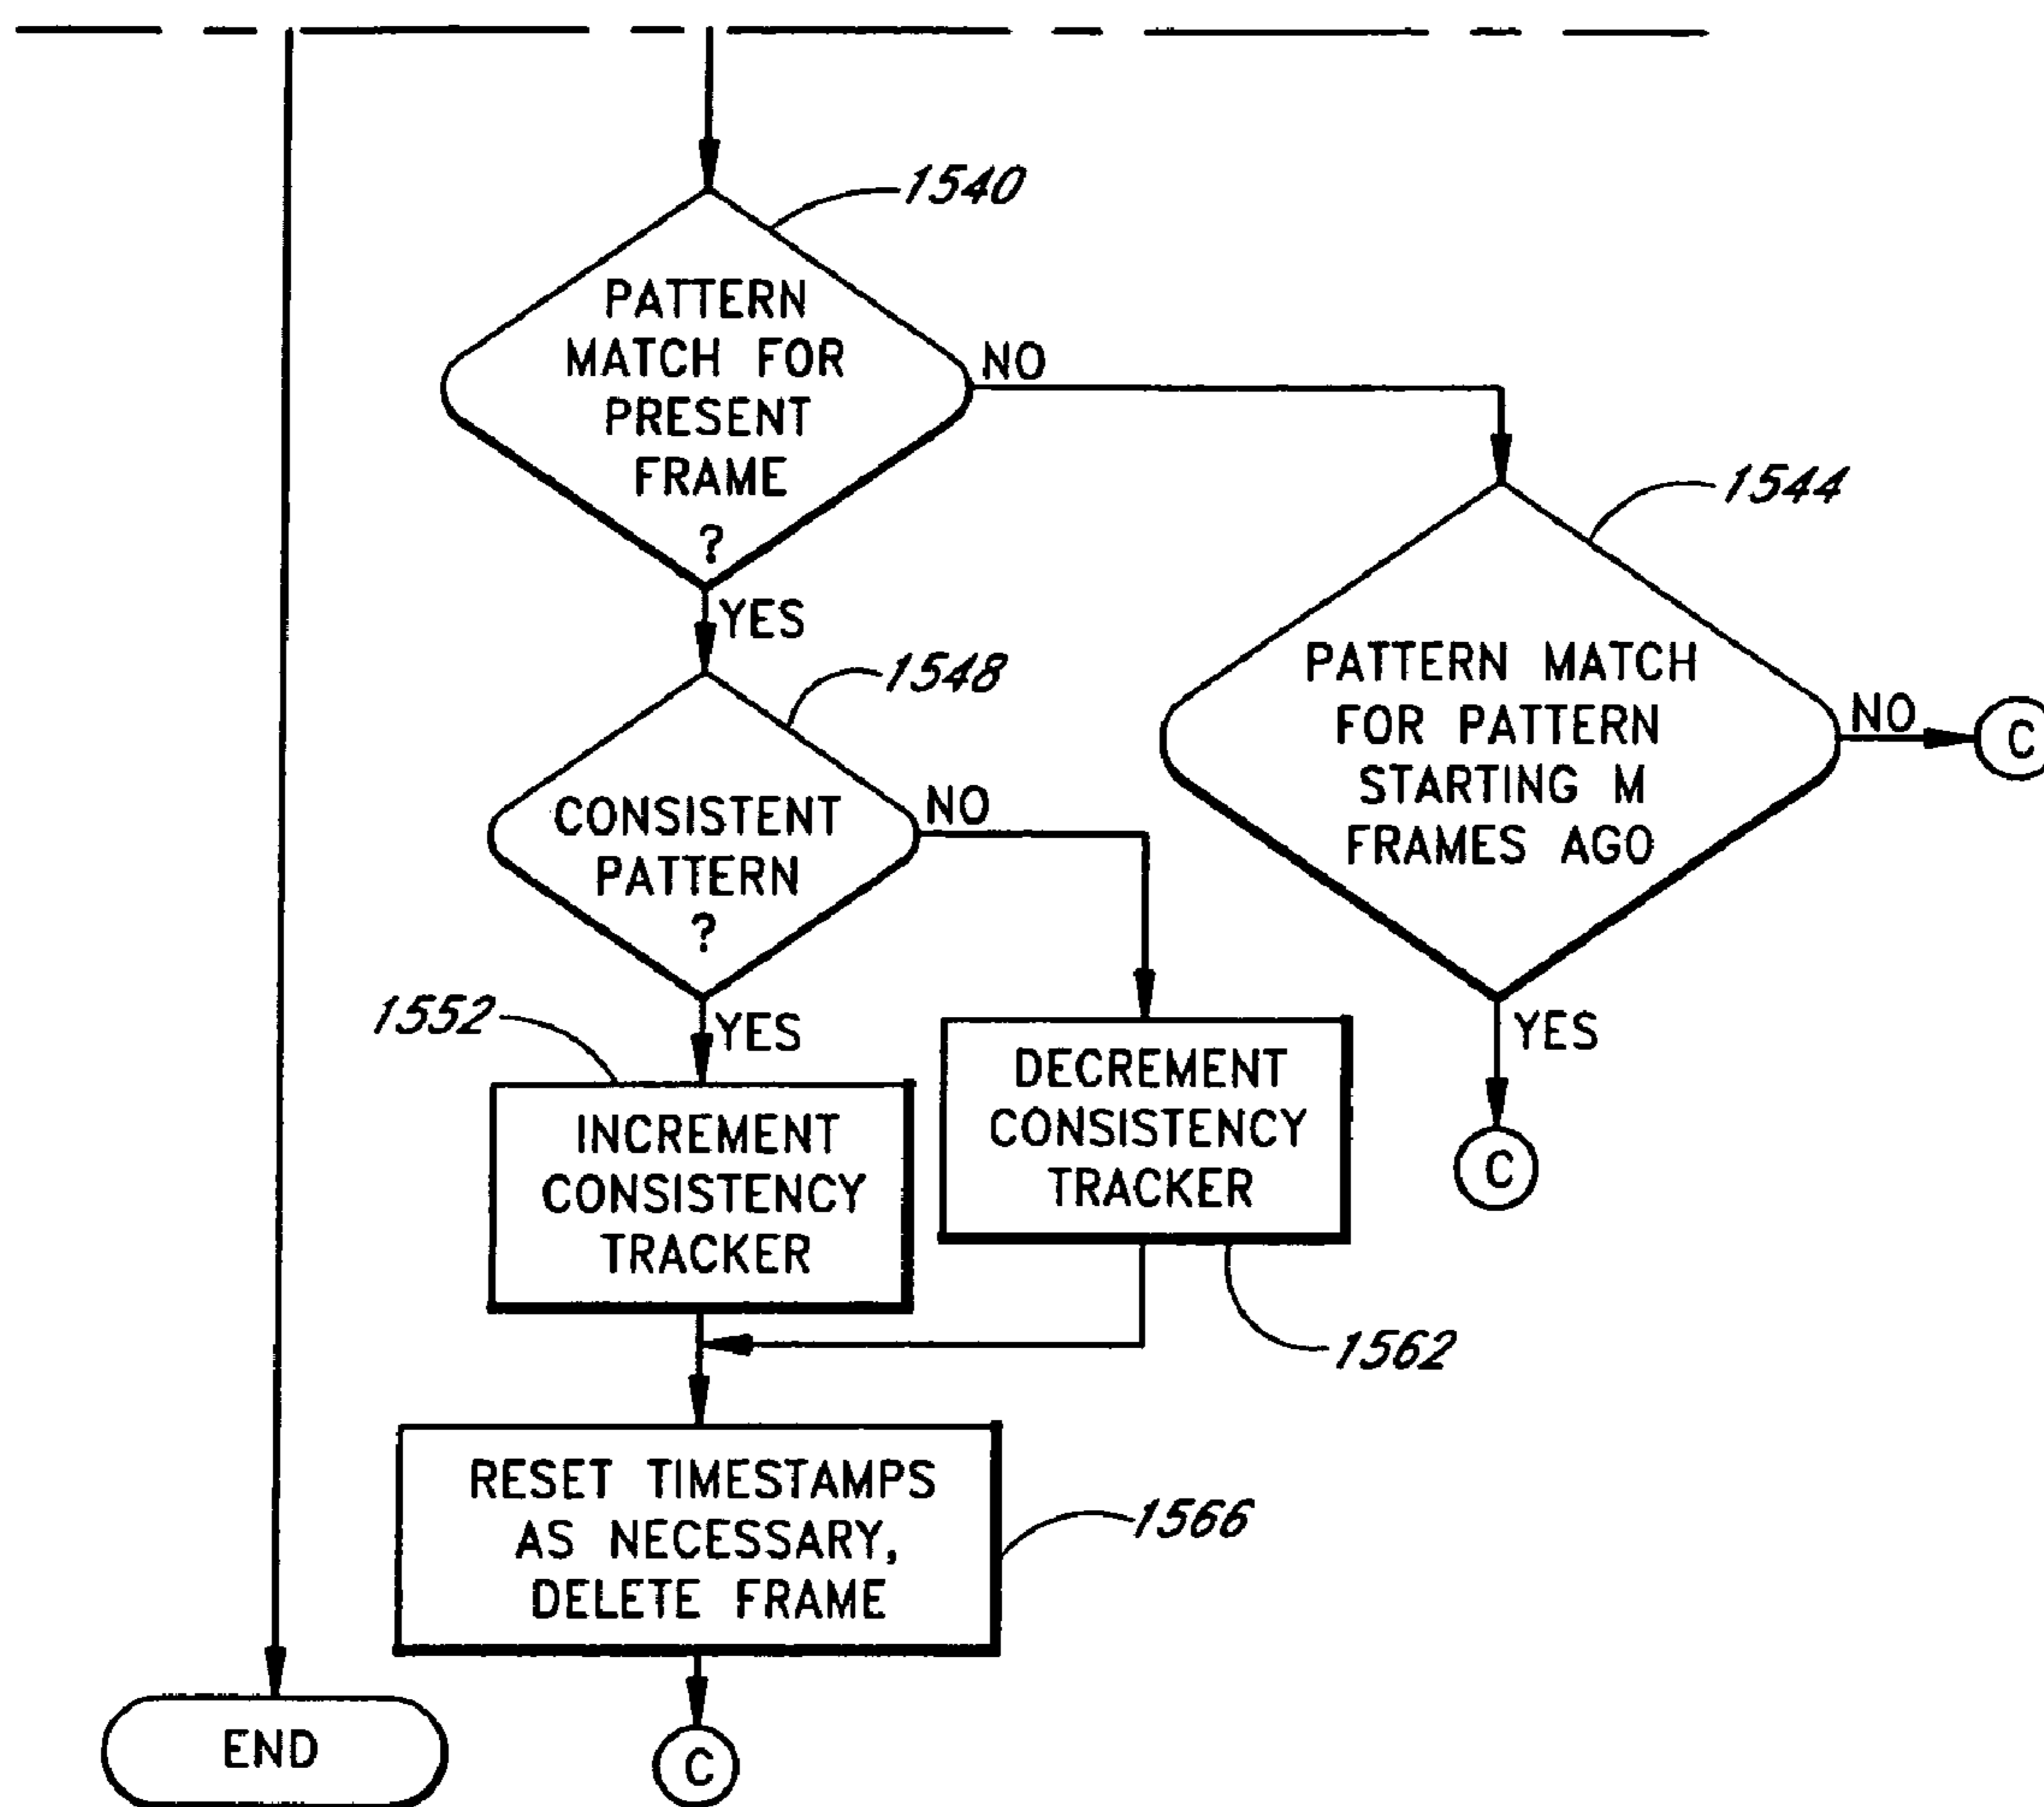 1540
PATTERN
MATCH FOR
PRESENT
FRAME
?
NO
YES
1544
PATTERN MATCH
FOR PATTERN
STARTING M
FRAMES AGO
NO
C
YES
C
1548
CONSISTENT
PATTERN
?
NO
YES
1552
INCREMENT
CONSISTENCY
TRACKER
DECREMENT
CONSISTENCY
TRACKER
1562
RESET TIMESTAMPS
AS NECESSARY,
DELETE FRAME
1566
END
C